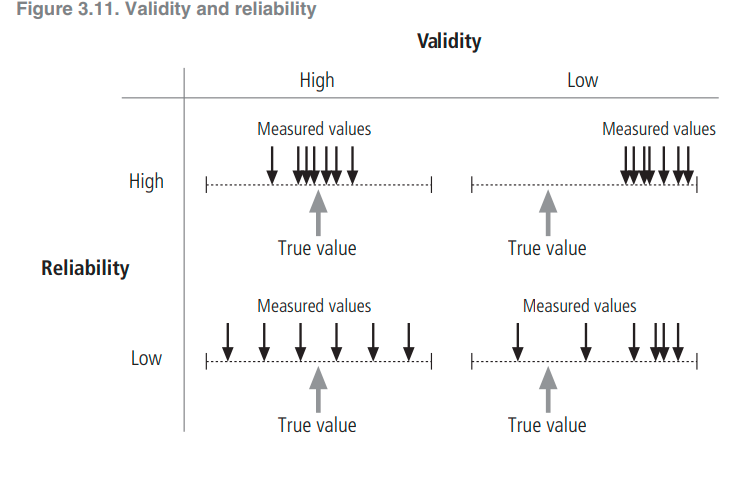 Figure 3.11. Validity and reliability
Validity
High
Low
Measured values
Measured values
High
True value
True value
Reliability
Measured values
Measured values
Low
True value
True value